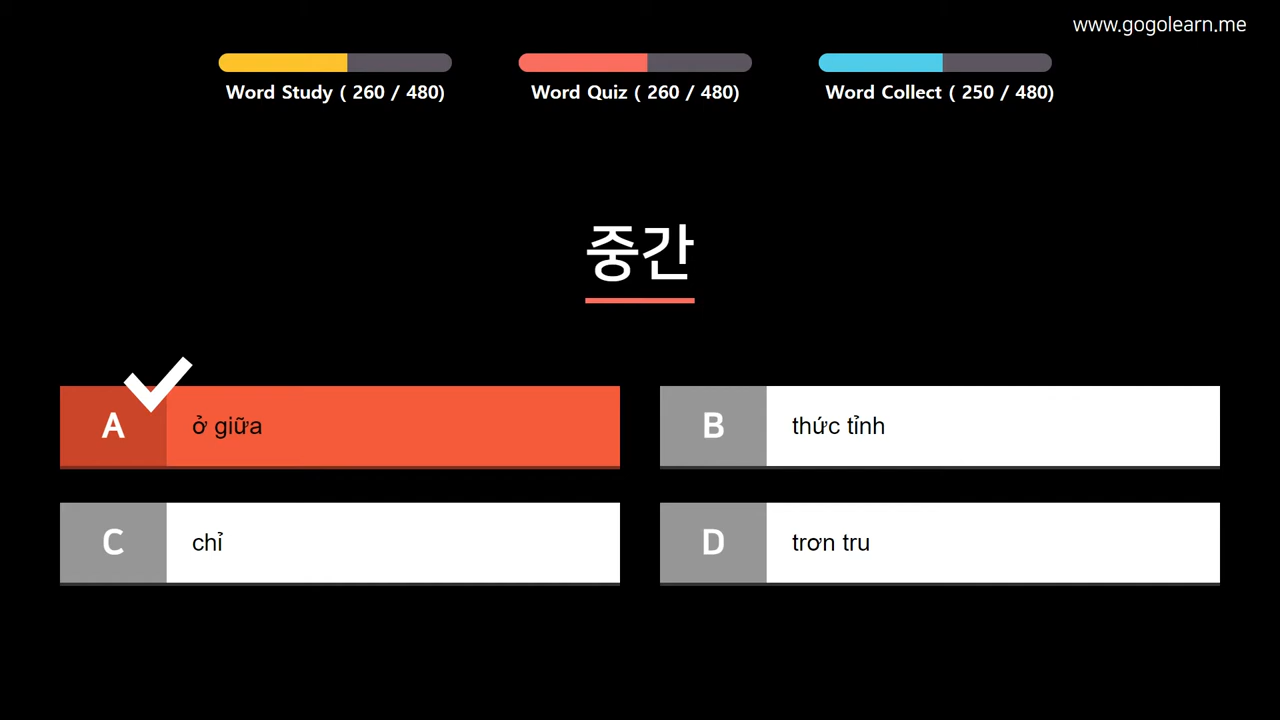 www.gogolearn.me
Word Study ( 260 / 480)
Word Quiz ( 260 / 480)
Word Collect ( 250 / 480)
중간
A
ở giữa
B
thức tỉnh
C
chỉ
D
trơn tru